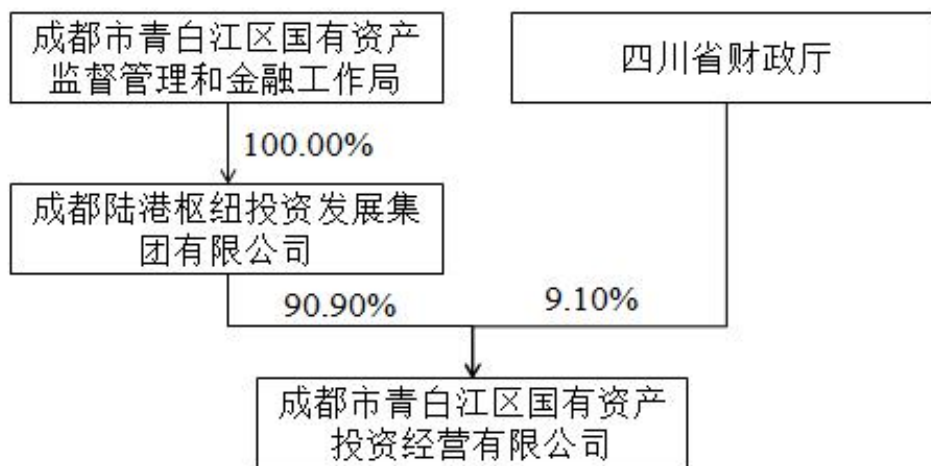 成都市青白江区国有资产
监督管理和金融工作局
四川省财政厅
100.00%
成都陆港枢纽投资发展集
团有限公司
90.90%
9.10%
成都市青白江区国有资产
投资经营有限公司